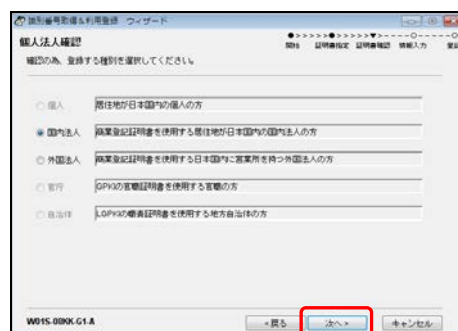 識別番号取得&利用登録 ウィザード
個人法人確認
●>>>>>●>>>>>▼>-----○-----○
開始 証明書指定 証明書確認 情報入力 登録
確認の為、登録する種別を選択してください。
個人 居住地が日本国内の個人の方
国内法人 商業登記証明書を使用する居住地が日本国内の国内法人の方
外国法人 商業登記証明書を使用する日本国内に営業所を持つ外国法人の方
官庁 GPKIの官職証明書を使用する官職の方
自治体 LGPKIの職責証明書を使用する地方自治体の方
W01S-00KK-G1-A
<戻る 次へ> キャンセル